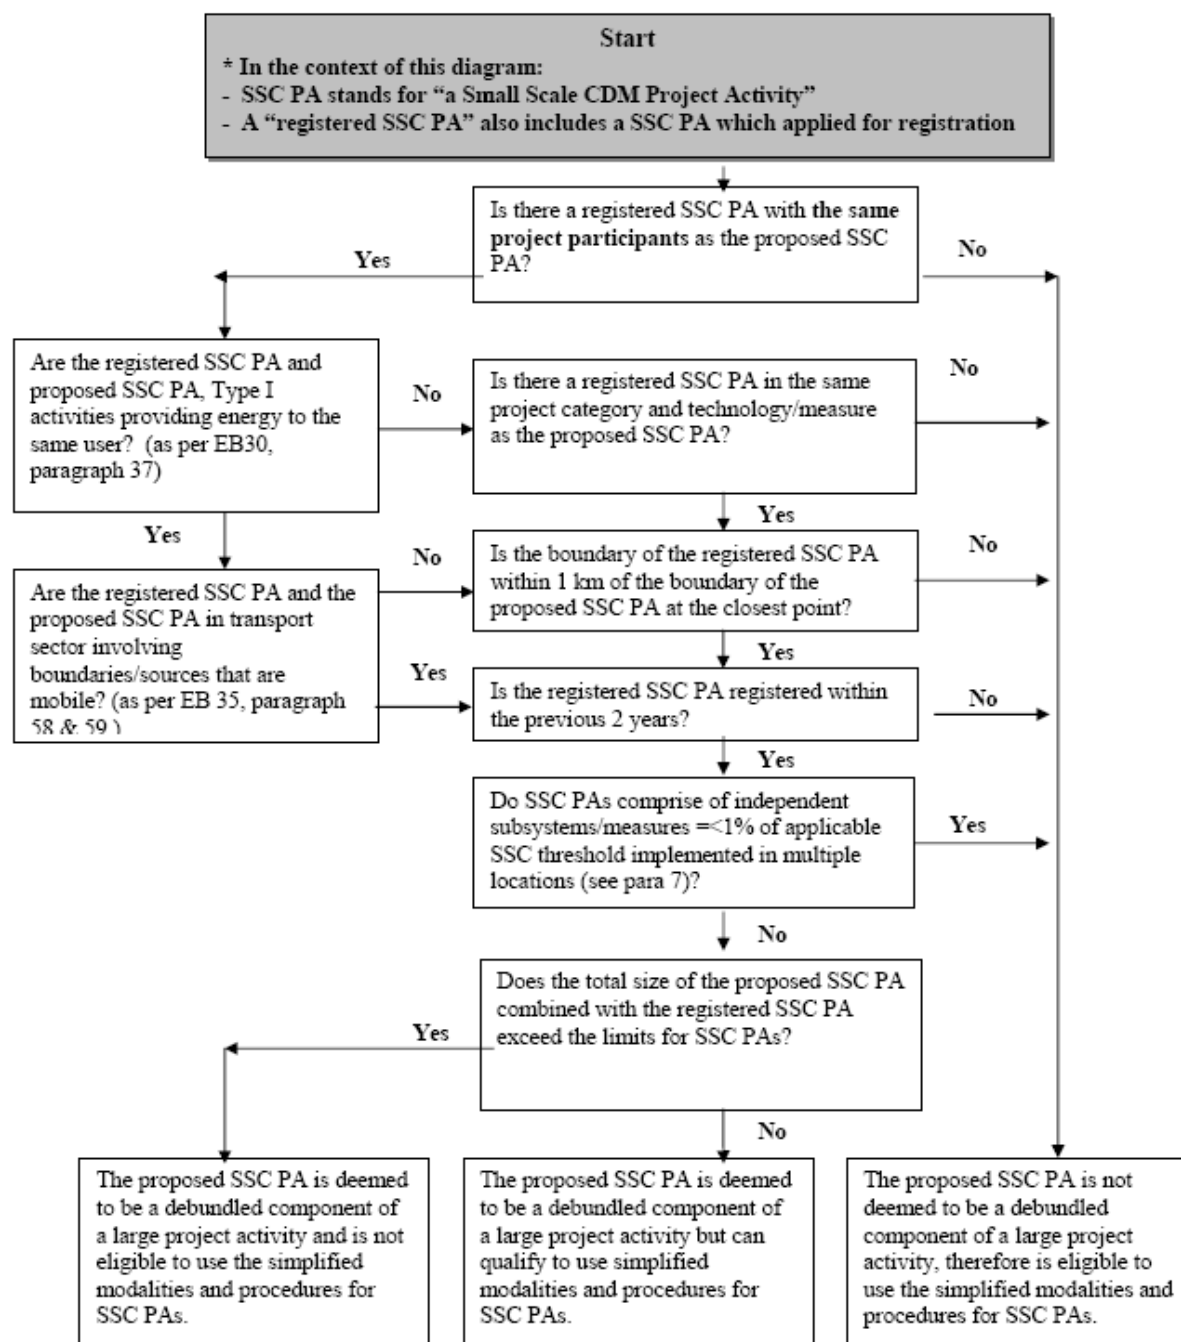 Start
* In the context of this diagram:
- SSC PA stands for “a Small Scale CDM Project Activity”
- A “registered SSC PA” also includes a SSC PA which applied for registration
Is there a registered SSC PA with the same
project participants as the proposed SSC
PA?
Yes
No
Are the registered SSC PA and
proposed SSC PA, Type I
activities providing energy to the
same user? (as per EB30,
paragraph 37)
No
Is there a registered SSC PA in the same
project category and technology/measure
as the proposed SSC PA?
No
Yes
Yes
Are the registered SSC PA and the
proposed SSC PA in transport
sector involving
boundaries/sources that are
mobile? (as per EB 35, paragraph
58 & 59 )
No
Is the boundary of the registered SSC PA
within 1 km of the boundary of the
proposed SSC PA at the closest point?
No
Yes
Yes
Is the registered SSC PA registered within
the previous 2 years?
No
Yes
Do SSC PAs comprise of independent
subsystems/measures =<1% of applicable
SSC threshold implemented in multiple
locations (see para 7)?
Yes
No
Does the total size of the proposed SSC PA
combined with the registered SSC PA
exceed the limits for SSC PAs?
Yes
No
The proposed SSC PA is deemed
to be a debundled component of
a large project activity and is not
eligible to use the simplified
modalities and procedures for
SSC PAs.
The proposed SSC PA is deemed
to be a debundled component of
a large project activity but can
qualify to use simplified
modalities and procedures for
SSC PAs.
The proposed SSC PA is not
deemed to be a debundled
component of a large project
activity, therefore is eligible to
use the simplified modalities and
procedures for SSC PAs.